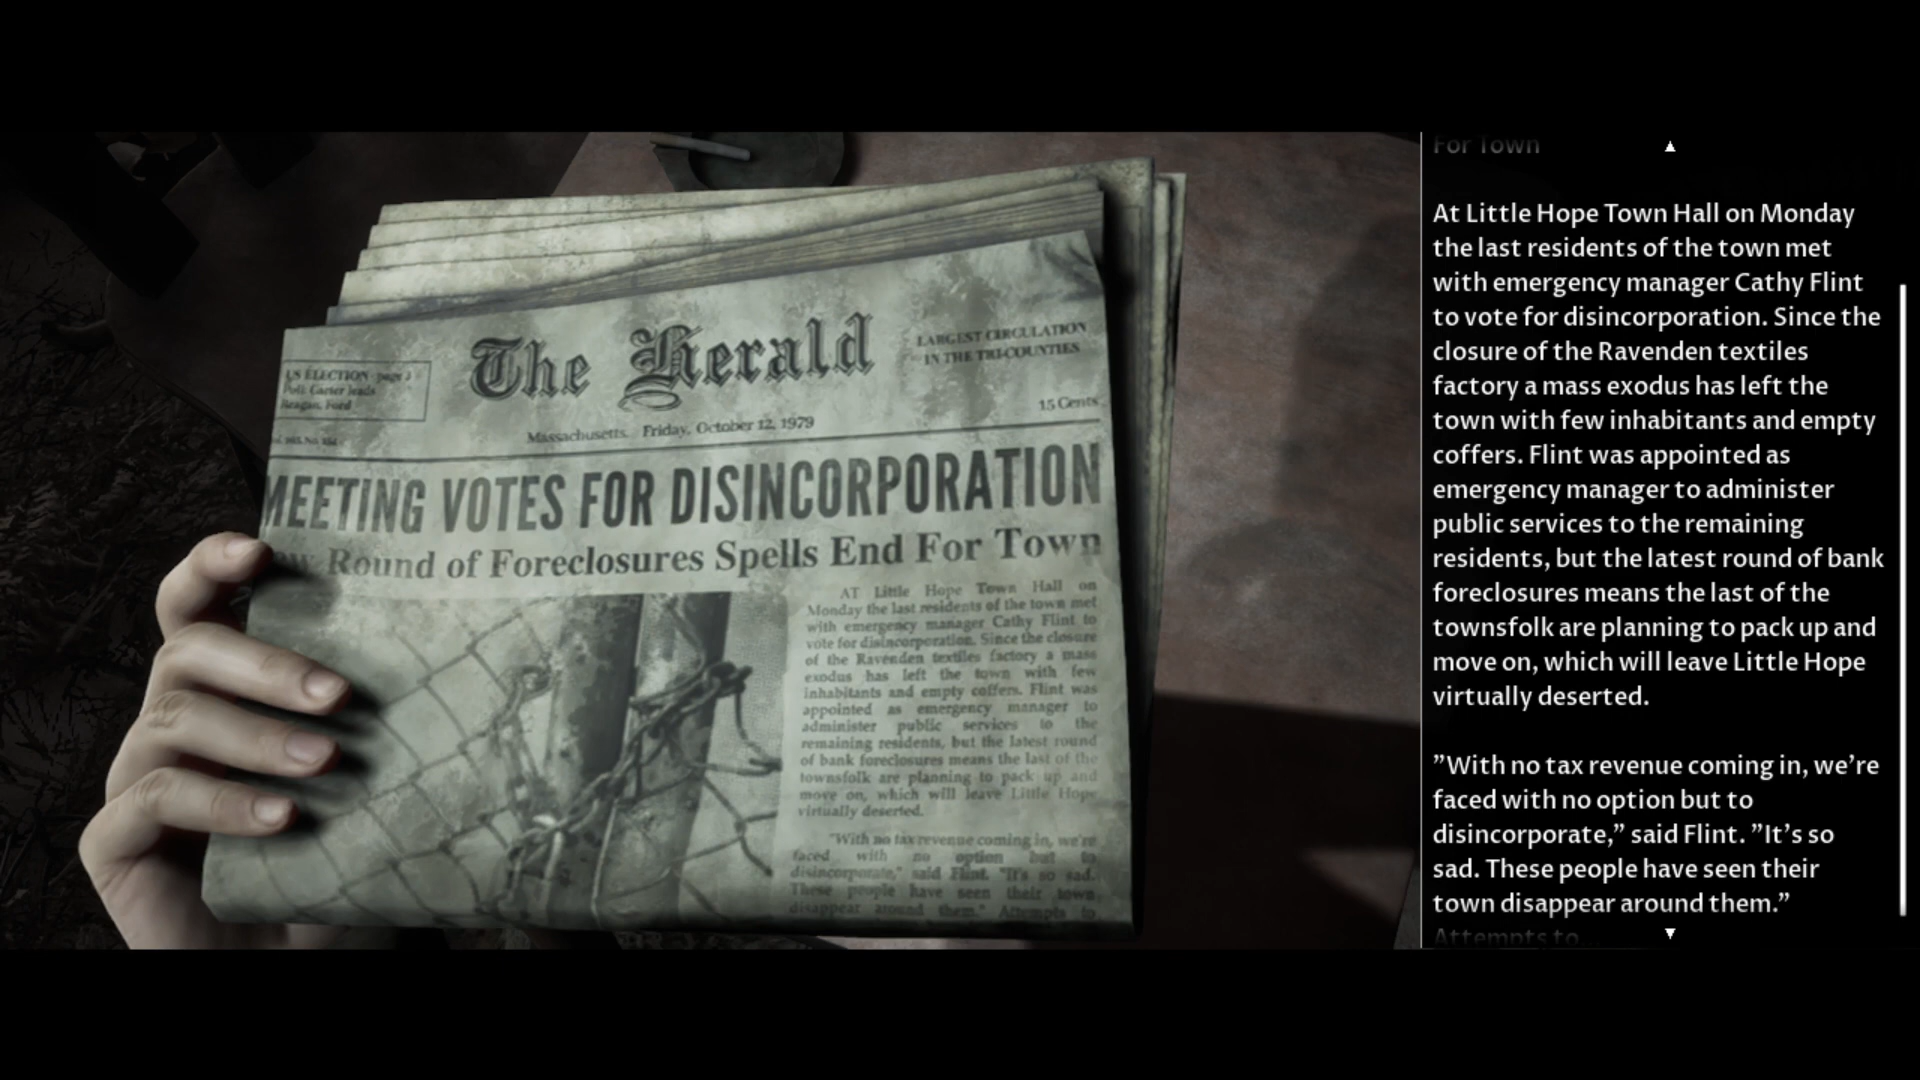 The Herald
LARGEST CIRCULATION
IN THE TRI-COUNTIES
US ELECTION - page 2
Poll: Carter leads
Reagan, Ford
15 Cents
Massachusetts. Friday, October 12, 1979
MEETING VOTES FOR DISINCORPORATION
Round of Foreclosures Spells End For Town
AT Little Hope Town Hall on
Monday the last residents of the town met
with emergency manager Cathy Flint to
vote for disincorporation. Since the closure
of the Ravenden textiles factory a mass
exodus has left the town with few
inhabitants and empty coffers. Flint was
appointed as emergency manager to
administer public services to the
remaining residents, but the latest round
of bank foreclosures means the last of the
townsfolk are planning to pack up and
move on, which will leave Little Hope
virtually deserted.
"With no tax revenue coming in, we're
faced with no option but to
disincorporate," said Flint. "It's so sad.
These people have seen their town
disappear around them." Attempts to
For Town
At Little Hope Town Hall on Monday
the last residents of the town met
with emergency manager Cathy Flint
to vote for disincorporation. Since the
closure of the Ravenden textiles
factory a mass exodus has left the
town with few inhabitants and empty
coffers. Flint was appointed as
emergency manager to administer
public services to the remaining
residents, but the latest round of bank
foreclosures means the last of the
townsfolk are planning to pack up and
move on, which will leave Little Hope
virtually deserted.
”With no tax revenue coming in, we’re
faced with no option but to
disincorporate,” said Flint. ”It’s so
sad. These people have seen their
town disappear around them.”
Attempts to...